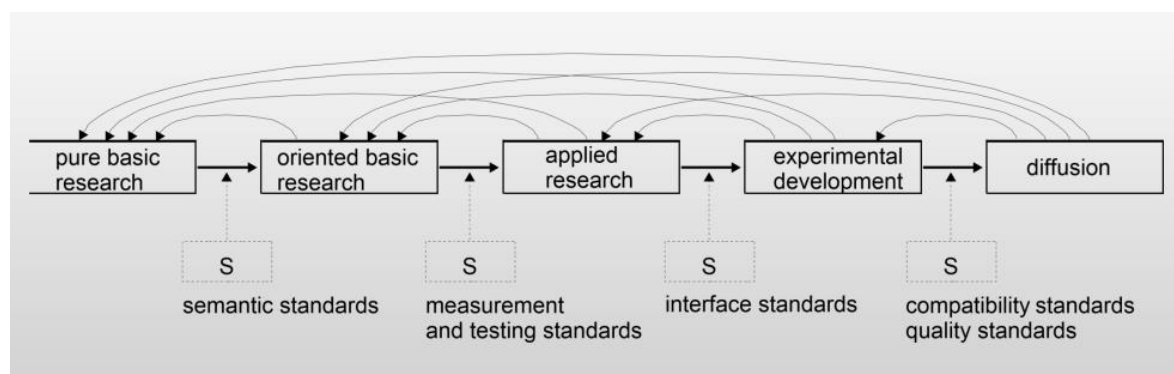 pure basic
research
oriented basic
research
applied
research
experimental
development
diffusion
S
semantic standards
S
measurement
and testing standards
S
interface standards
S
compatibility standards
quality standards